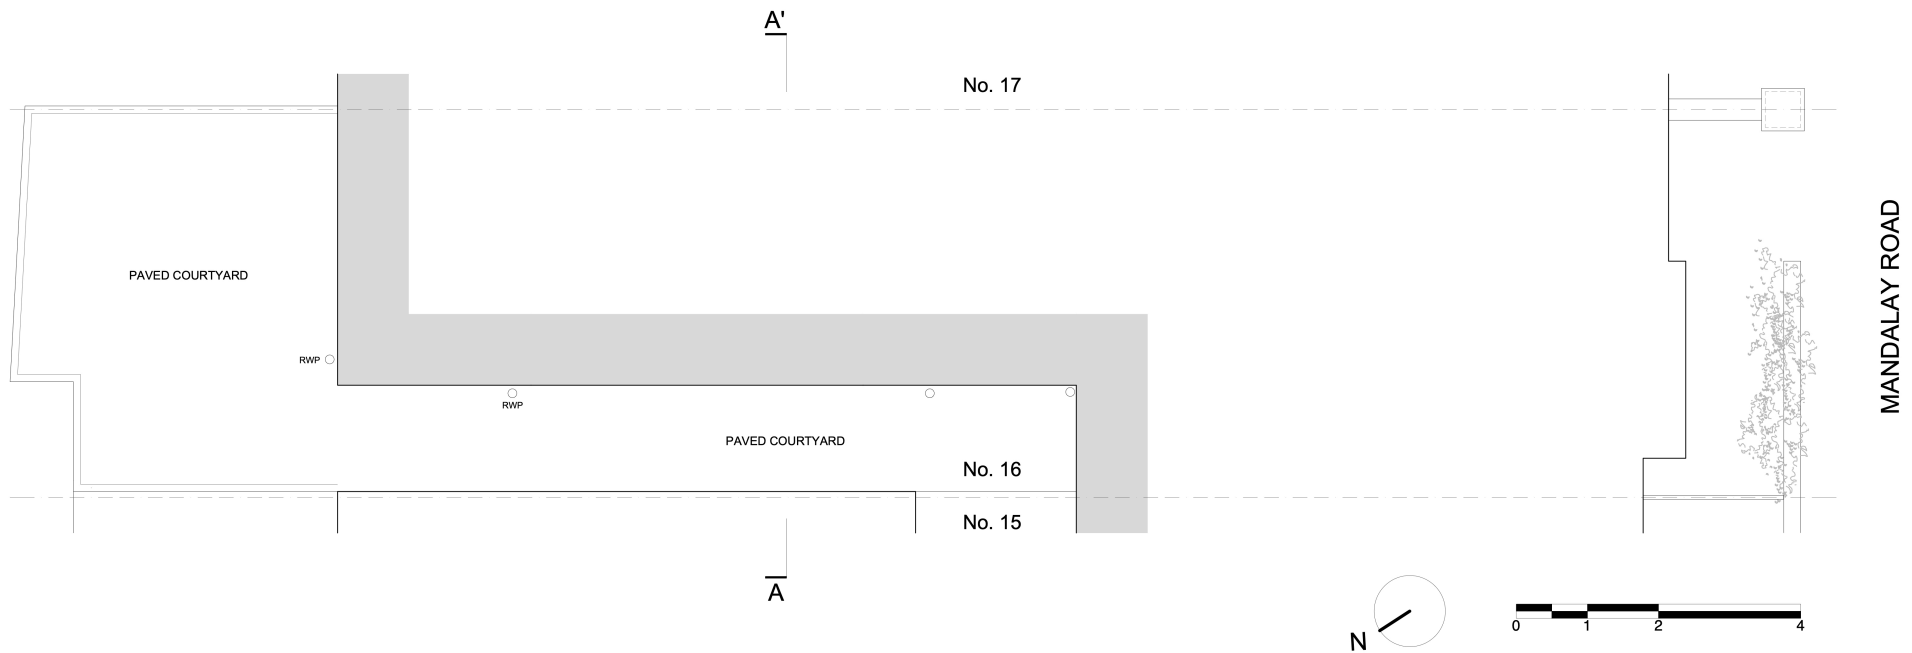 A'
No. 17
PAVED COURTYARD
MANDALAY ROAD
RWP
RWP
PAVED COURTYARD
No. 16
No. 15
A
N
0 1 2 4